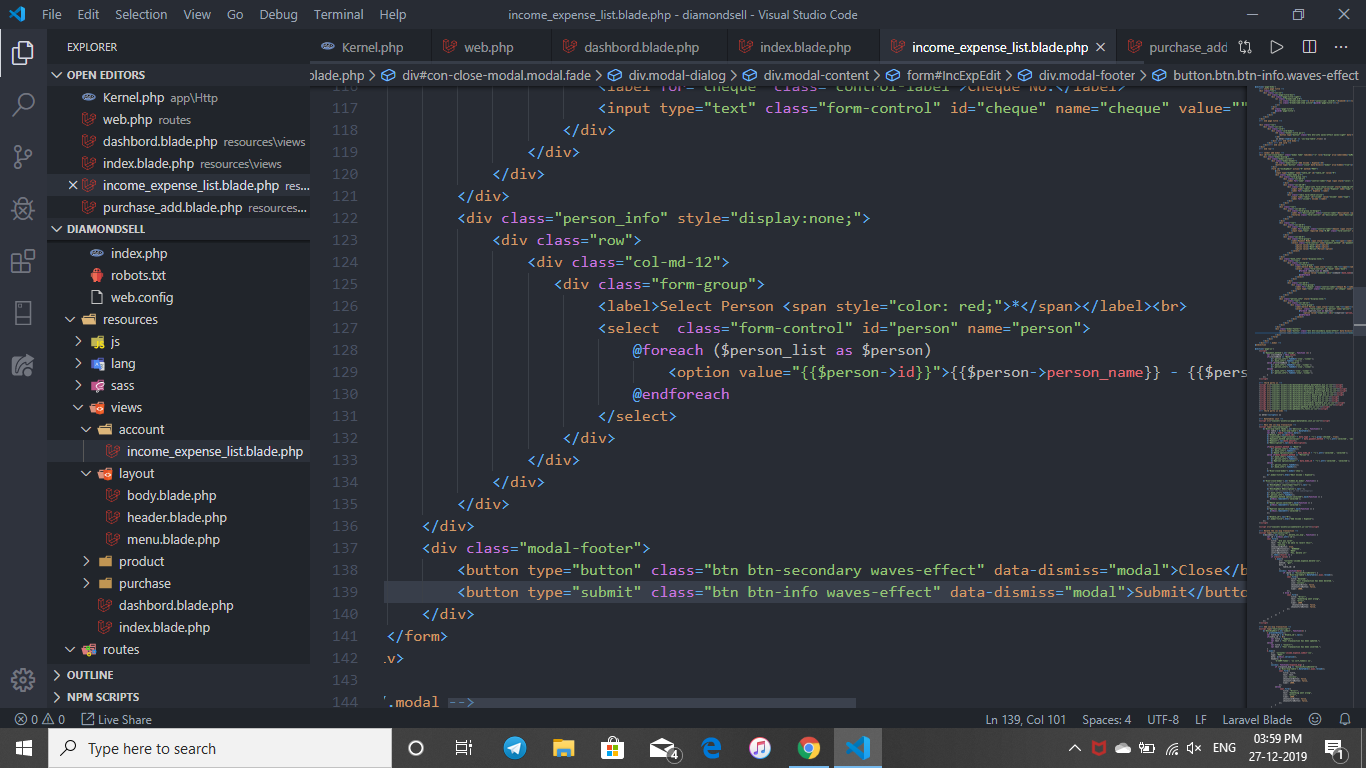 File Edit Selection View Go Debug Terminal Help
income_expense_list.blade.php - diamondsell - Visual Studio Code
EXPLORER
Kernel.php web.php dashbord.blade.php index.blade.php income_expense_list.blade.php purchase_add
blade.php > div#con-close-modal.modal.fade > div.modal-dialog > div.modal-content > form#IncExpEdit > div.modal-footer > button.btn.btn-info.waves-effect
OPEN EDITORS
Kernel.php app\Http
web.php routes
dashbord.blade.php resources\views
index.blade.php resources\views
income_expense_list.blade.php res...
purchase_add.blade.php resources...
DIAMONDSELL
index.php
robots.txt
web.config
resources
js
lang
sass
views
account
income_expense_list.blade.php
layout
body.blade.php
header.blade.php
menu.blade.php
product
purchase
dashbord.blade.php
index.blade.php
routes
OUTLINE
NPM SCRIPTS
116 <label for="cheque" class="control-label">Cheque No.</label>
117 <input type="text" class="form-control" id="cheque" name="cheque" value=""
118 </div>
119 </div>
120 </div>
121 </div>
122 <div class="person_info" style="display:none;">
123 <div class="row">
124 <div class="col-md-12">
125 <div class="form-group">
126 <label>Select Person <span style="color: red;">*</span></label><br>
127 <select  class="form-control" id="person" name="person">
128 @foreach ($person_list as $person)
129 <option value="{{$person->id}}">{{$person->person_name}} - {{$pers
130 @endforeach
131 </select>
132 </div>
133 </div>
134 </div>
135 </div>
136 </div>
137 <div class="modal-footer">
138 <button type="button" class="btn btn-secondary waves-effect" data-dismiss="modal">Close</b
139 <button type="submit" class="btn btn-info waves-effect" data-dismiss="modal">Submit</butto
140 </div>
141 </form>
142 iv>
143
144 /.modal -->
0 0 Live Share
Ln 139, Col 101 Spaces: 4 UTF-8 LF Laravel Blade
Type here to search
4
ENG
03:59 PM
27-12-2019
1